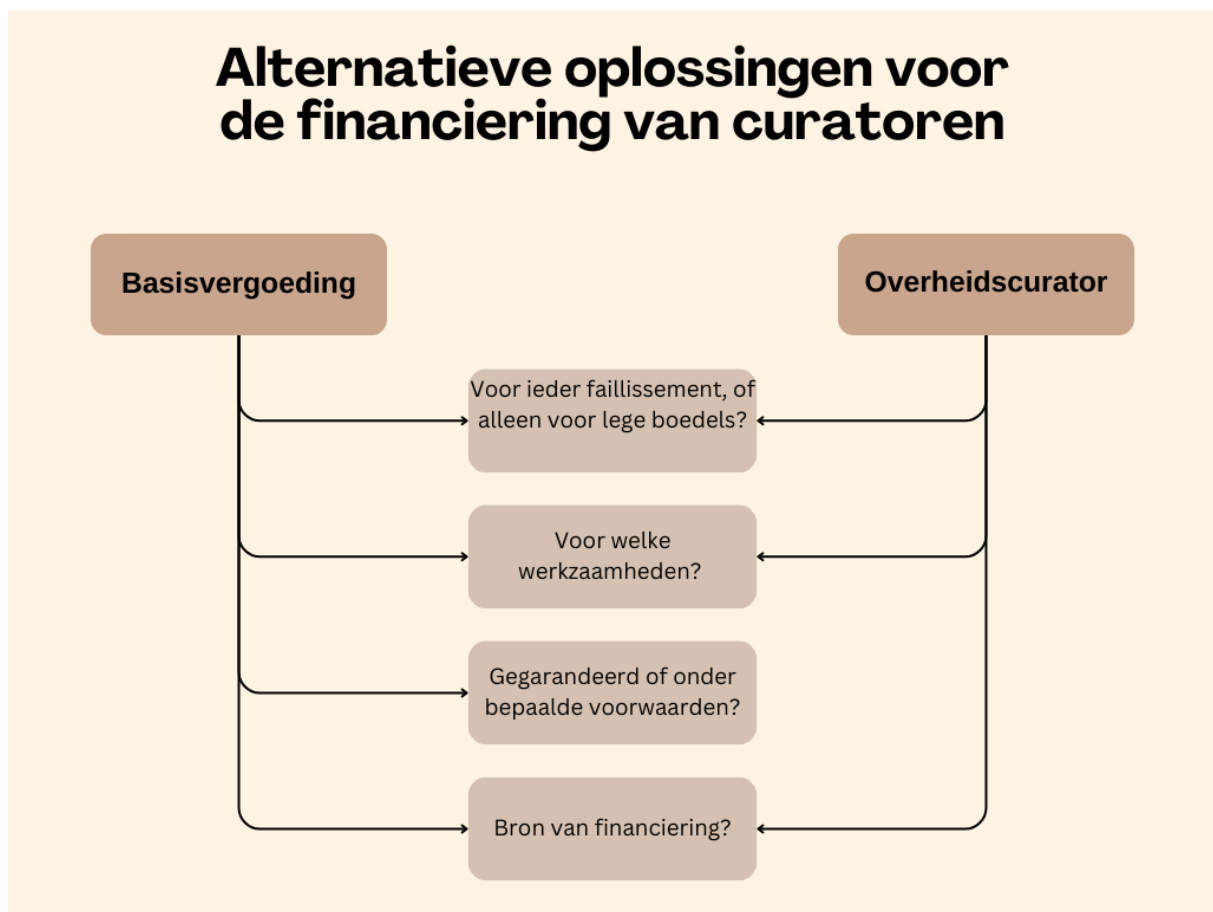 Alternatieve oplossingen voor
de financiering van curatoren
Basisvergoeding
Overheidscurator
Voor ieder faillissement, of
alleen voor lege boedels?
Voor welke
werkzaamheden?
Gegarandeerd of onder
bepaalde voorwaarden?
Bron van financiering?